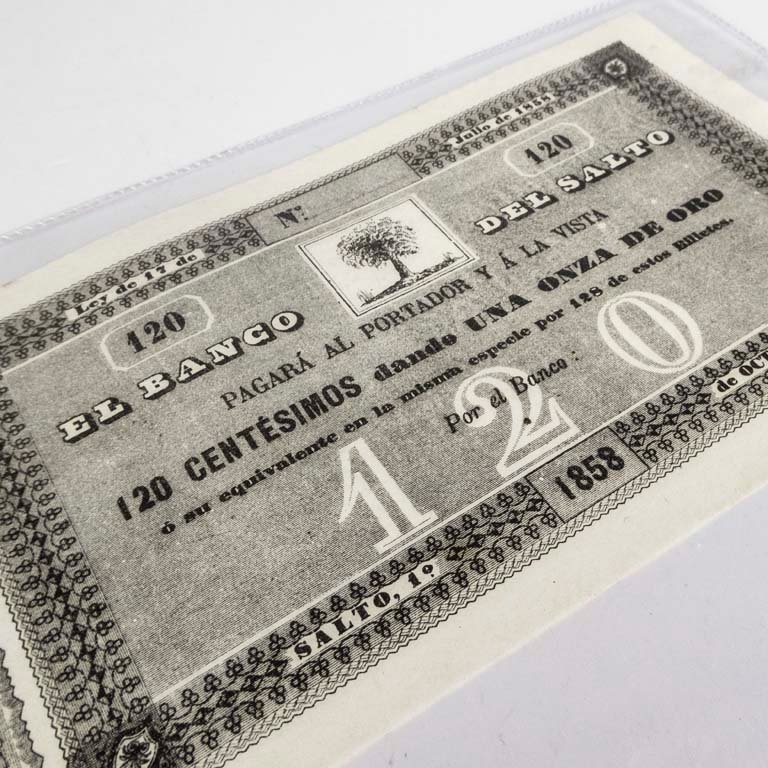 Ley de 17 de Julio de 1858
Nº
120 120
EL BANCO DEL SALTO
PAGARÁ AL PORTADOR Y Á LA VISTA
120 CENTÉSIMOS dando UNA ONZA DE ORO
ó su equivalente en la misma especie por 128 de estos Billetes.
Por el Banco:
120
SALTO, 1º de OCT
1858